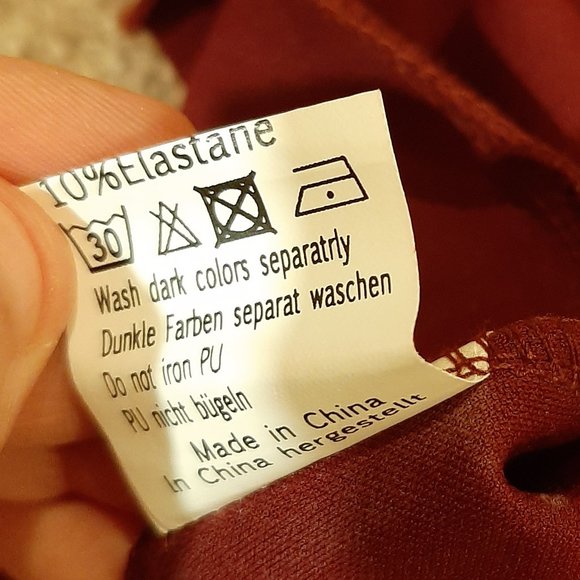 10%Elastane
30
Wash dark colors separatrly
Dunkle Farben separat waschen
Do not iron PU
PU nicht bügeln
Made in China
In China hergestellt